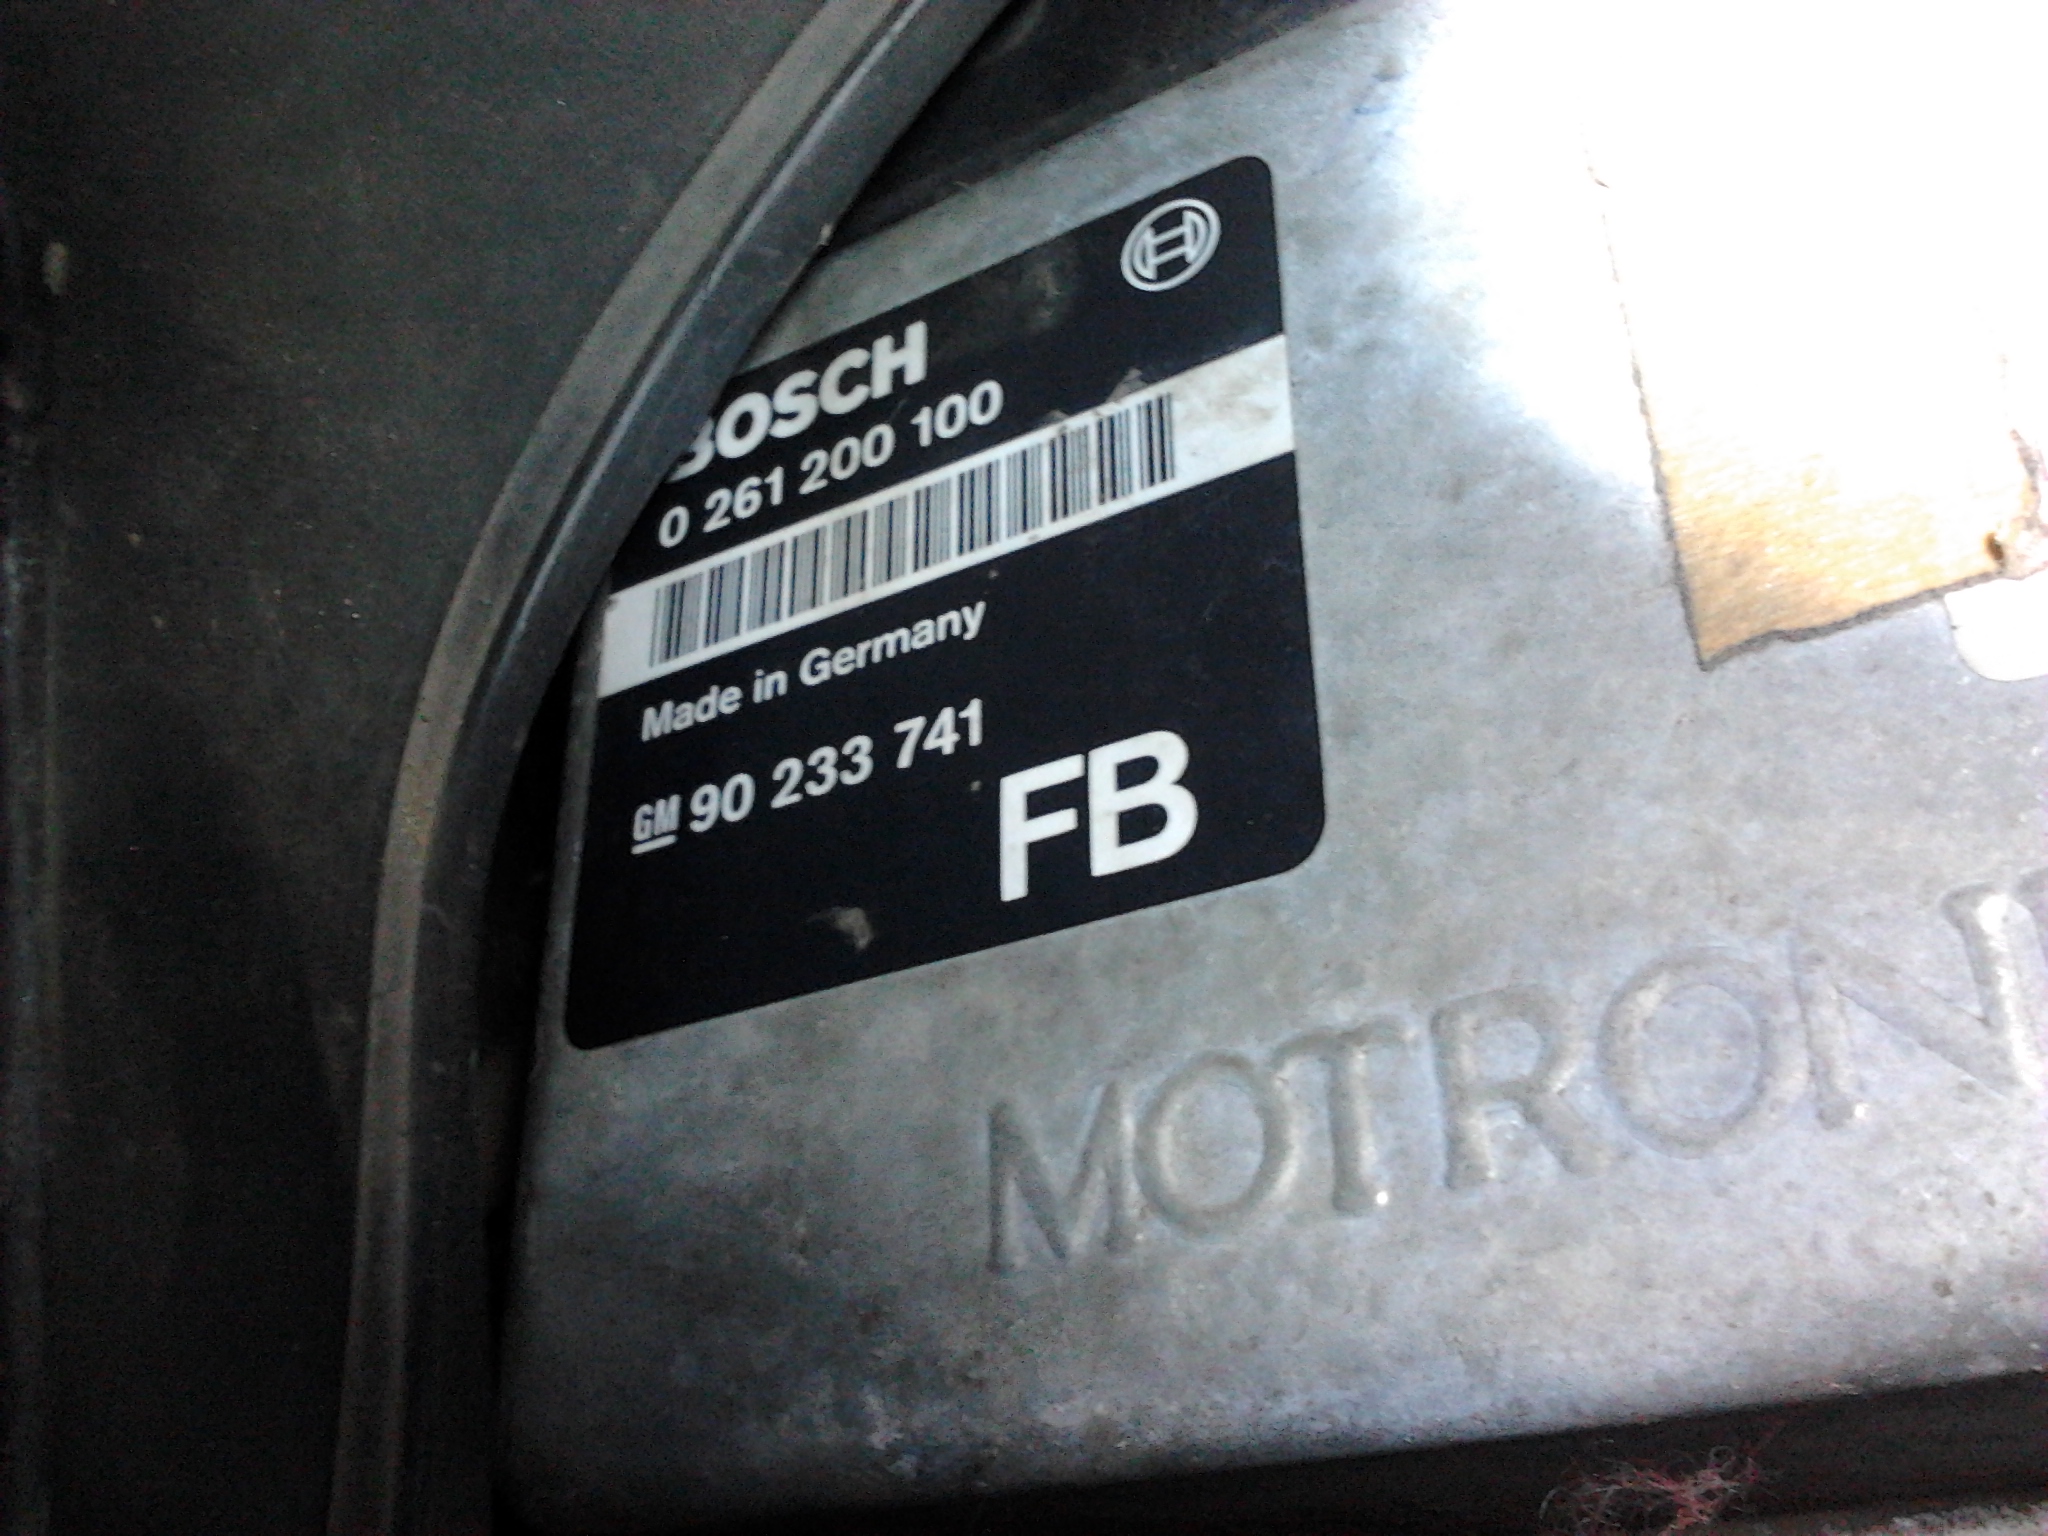 BOSCH
0 261 200 100
Made in Germany
GM 90 233 741
FB
MOTRON